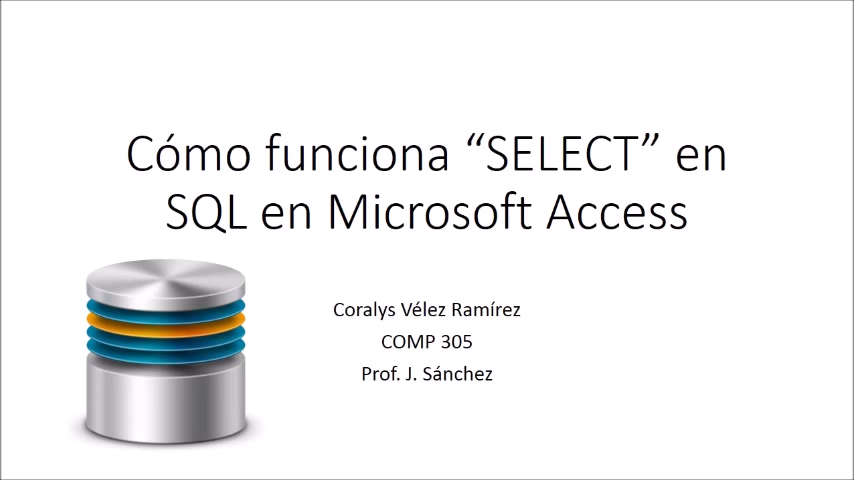 Cómo funciona “SELECT” en
SQL en Microsoft Access
Coralys Vélez Ramírez
COMP 305
Prof. J. Sánchez